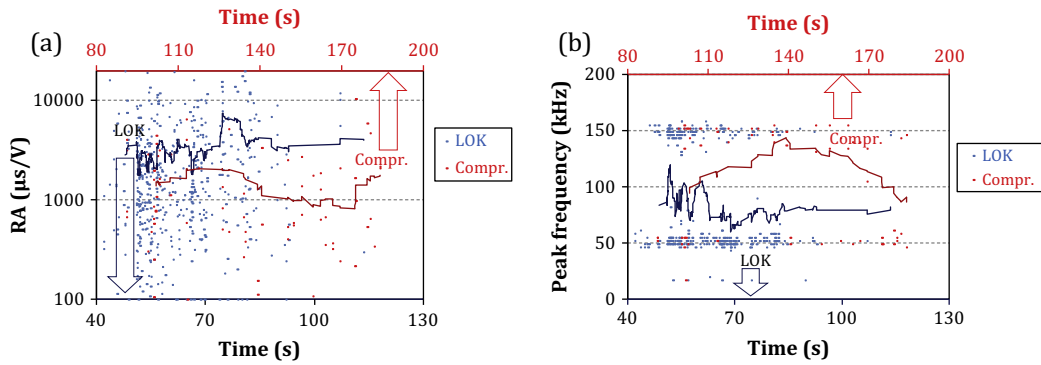 Time (s)
(a)
80 110 140 170 200
10000
1000
100
RA (μs/V)
LOK
Compr.
40 70 100 130
Time (s)
LOK
Compr.
Time (s)
(b)
80 110 140 170 200
200
150
100
50
0
Peak frequency (kHz)
Compr.
LOK
40 70 100 130
Time (s)
LOK
Compr.